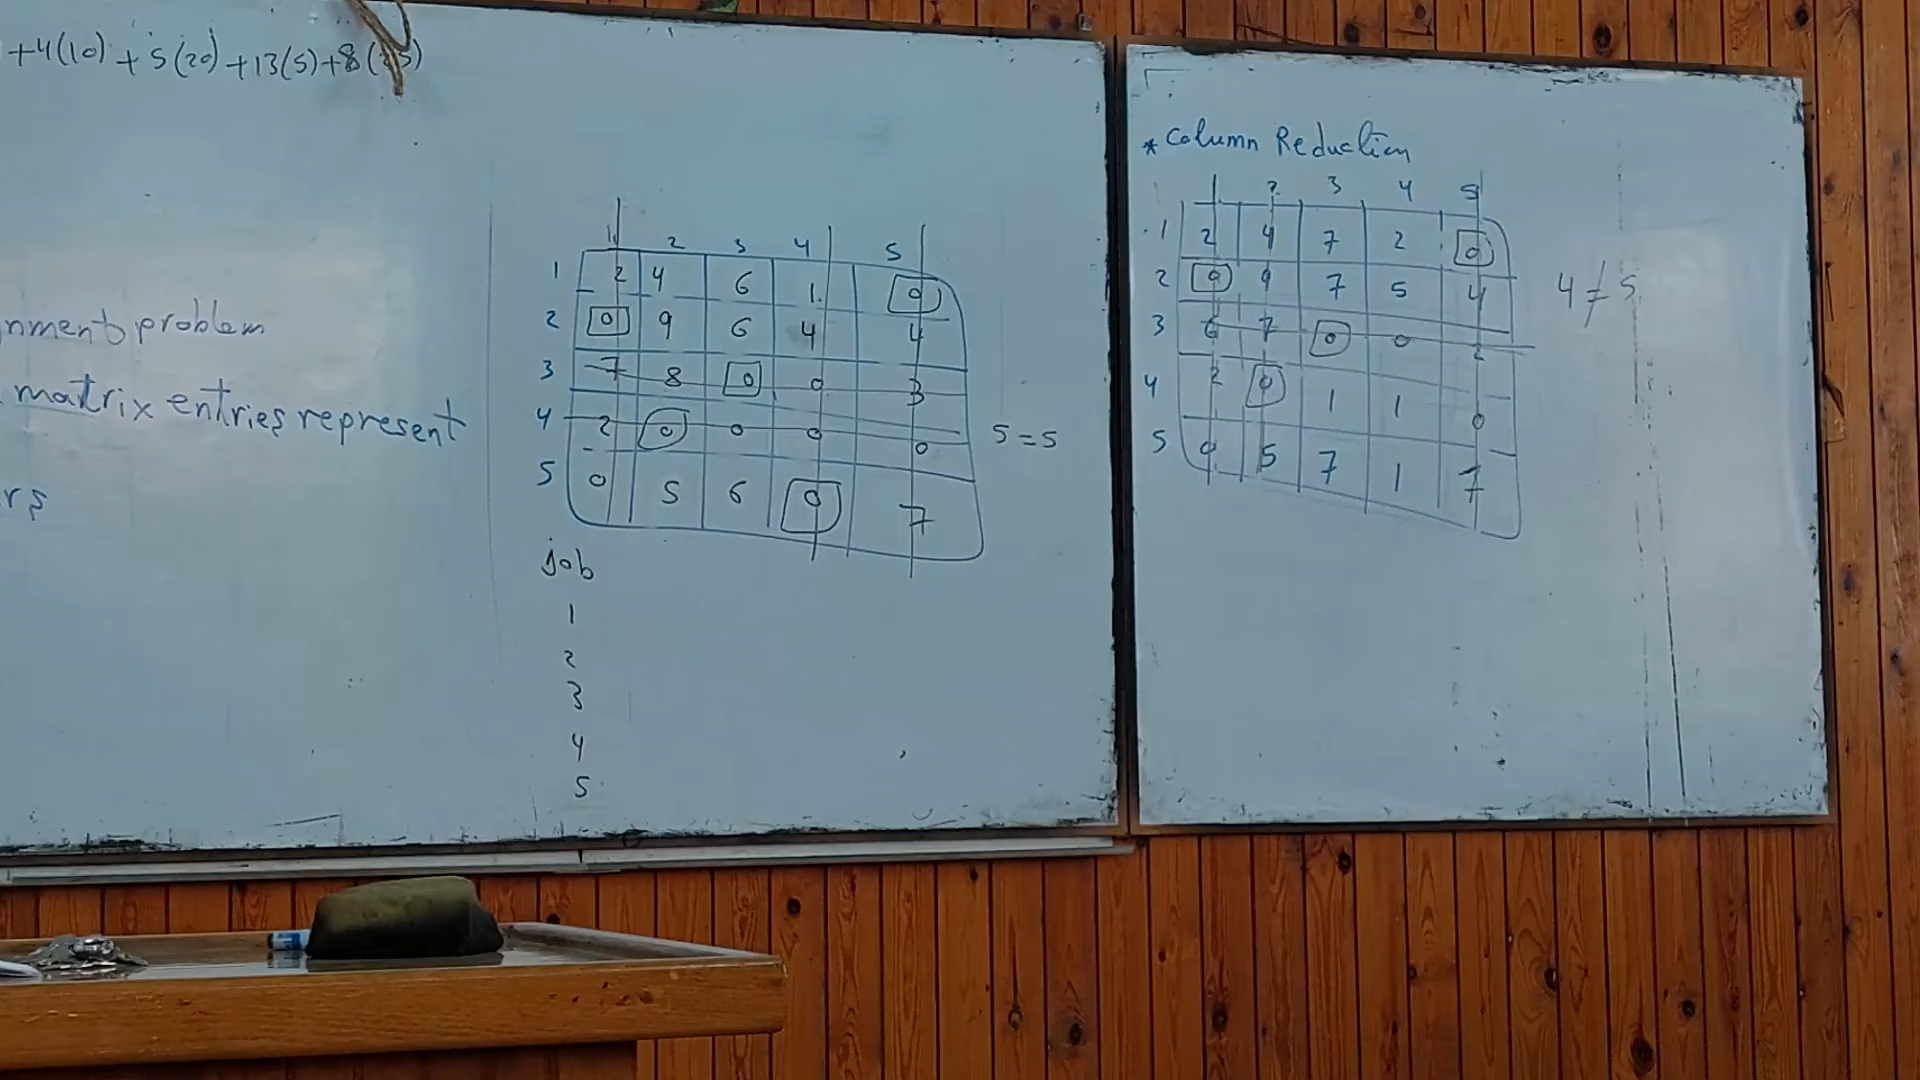 +4(10) + 5(20) +13(5)+8( 5)
problem
matrix entries represent
rs
1 2 3 4 5
1 2 4 6 1 0
2 0 9 6 4 4
3 7 8 0 0 3
4 2 0 0 0 0
5 0 5 6 0 7
5 = 5
job
1
2
3
4
5
* Column Reduction
2 3 4 5
1 2 4 7 2 0
2 0 9 7 5 4
3 6 7 0 0 2
4 2 0 1 1 0
5 0 5 7 1 7
4 ≠ 5